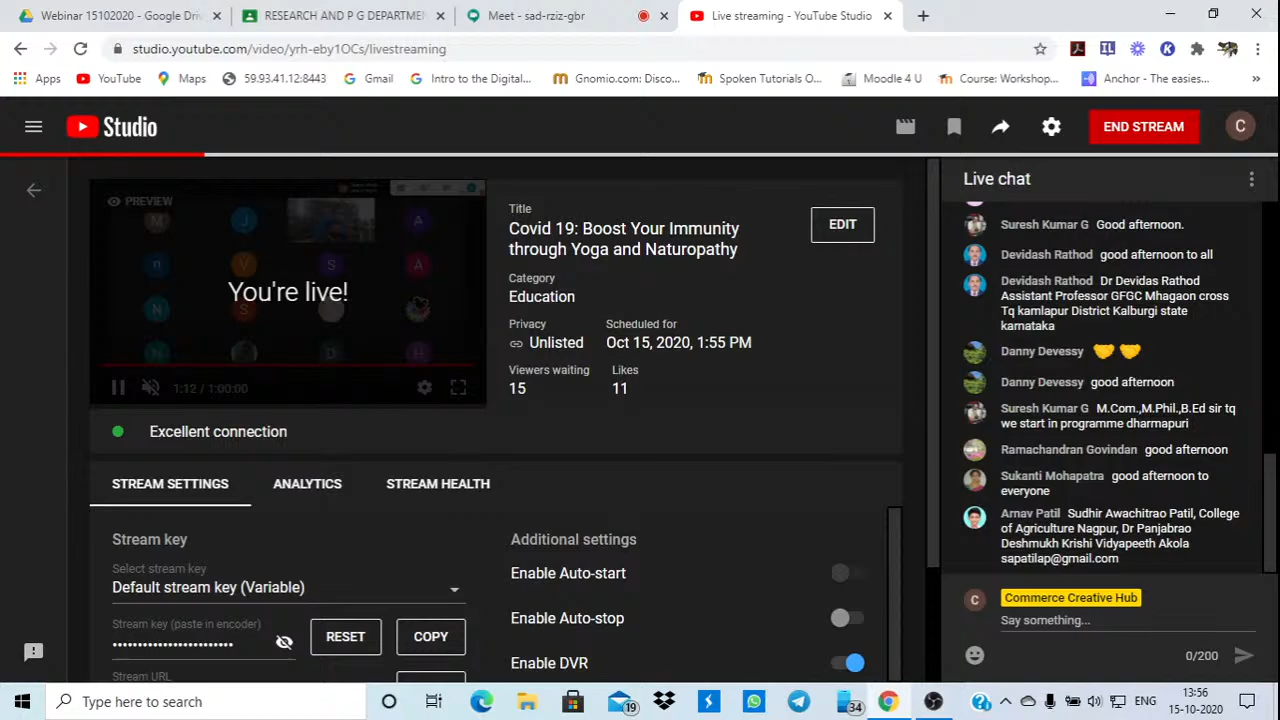 Webinar 15102020 - Google Dri
RESEARCH AND P G DEPARTMEN
Meet - sad-rziz-gbr
Live streaming - YouTube Studio
studio.youtube.com/video/yrh-eby1OCs/livestreaming
Apps
YouTube
Maps
59.93.41.12:8443
Gmail
Intro to the Digital...
Gnomio.com: Disco...
Spoken Tutorials O...
Moodle 4 U
Course: Workshop...
Anchor - The easies...
Studio
END STREAM
C
PREVIEW
M
J
A
n
V
S
A
You're live!
N
S
N
D
H
1:12 / 1:00:00
Title
Covid 19: Boost Your Immunity
through Yoga and Naturopathy
EDIT
Category
Education
Privacy
Unlisted
Scheduled for
Oct 15, 2020, 1:55 PM
Viewers waiting
15
Likes
11
Excellent connection
STREAM SETTINGS
ANALYTICS
STREAM HEALTH
Stream key
Select stream key
Default stream key (Variable)
Stream key (paste in encoder)
RESET
COPY
Stream URL
Additional settings
Enable Auto-start
Enable Auto-stop
Enable DVR
Live chat
Suresh Kumar G Good afternoon.
Devidash Rathod good afternoon to all
Devidash Rathod Dr Devidas Rathod
Assistant Professor GFGC Mhagaon cross
Tq kamlapur District Kalburgi state
karnataka
Danny Devessy
Danny Devessy good afternoon
Suresh Kumar G M.Com.,M.Phil.,B.Ed sir tq
we start in programme dharmapuri
Ramachandran Govindan good afternoon
Sukanti Mohapatra good afternoon to
everyone
Arnav Patil Sudhir Awachitrao Patil, College
of Agriculture Nagpur, Dr Panjabrao
Deshmukh Krishi Vidyapeeth Akola
sapatilap@gmail.com
C
Commerce Creative Hub
Say something...
0/200
Type here to search
19
34
ENG
13:56
15-10-2020